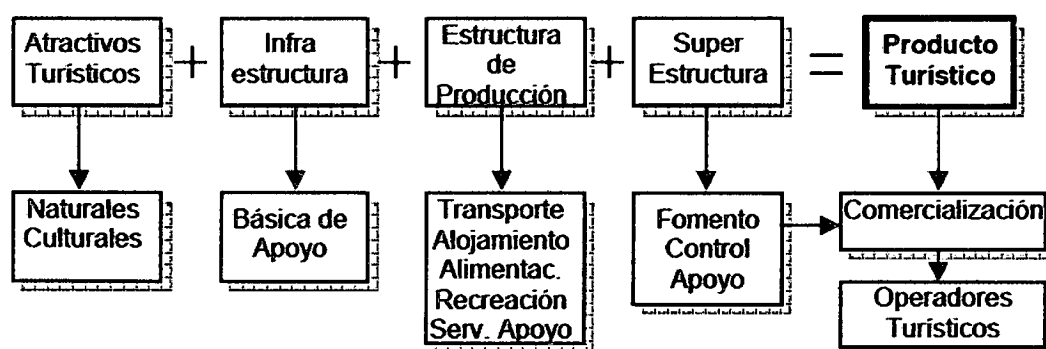 Atractivos
Turísticos
+
Infra
estructura
+
Estructura
de
Producción
+
Super
Estructura
=
Producto
Turístico
Naturales
Culturales
Básica de
Apoyo
Transporte
Alojamiento
Alimentac.
Recreación
Serv. Apoyo
Fomento
Control
Apoyo
Comercialización
Operadores
Turísticos